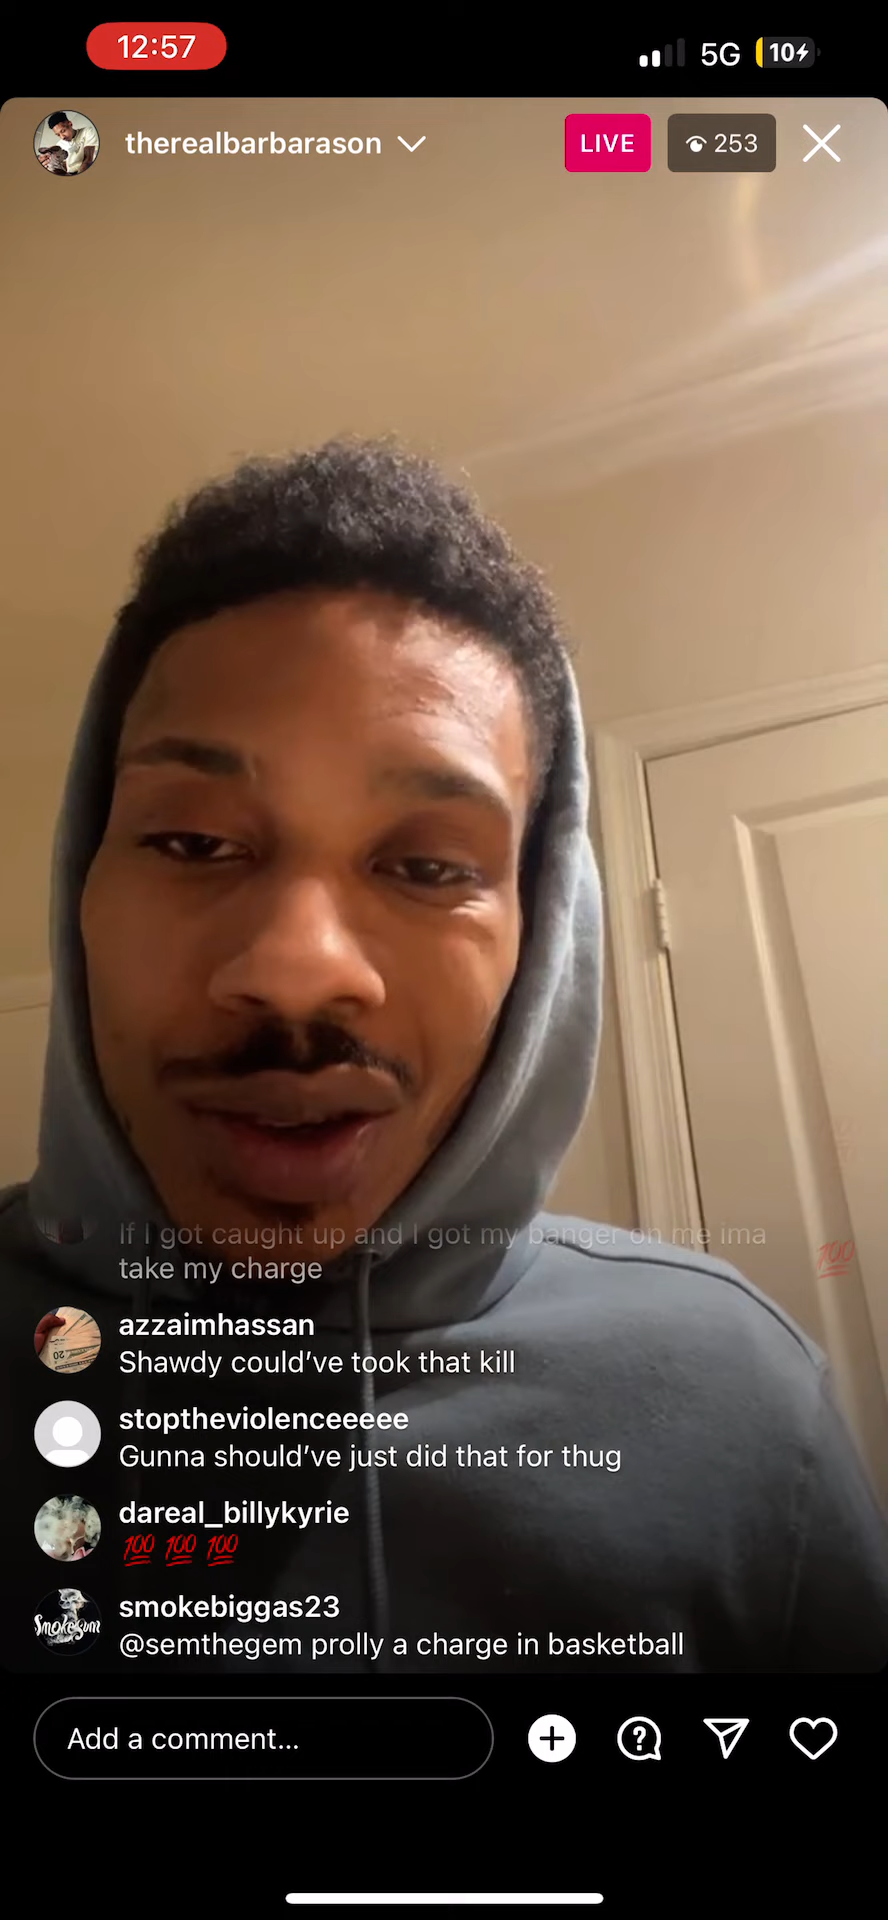 12:57
5G
10
therealbarbarason
LIVE
253
If I got caught up and I got my banger on me ima
take my charge
azzaimhassan
Shawdy could’ve took that kill
stoptheviolenceeeee
Gunna should’ve just did that for thug
dareal_billykyrie
💯 💯 💯
smokebiggas23
@semthegem prolly a charge in basketball
Add a comment...